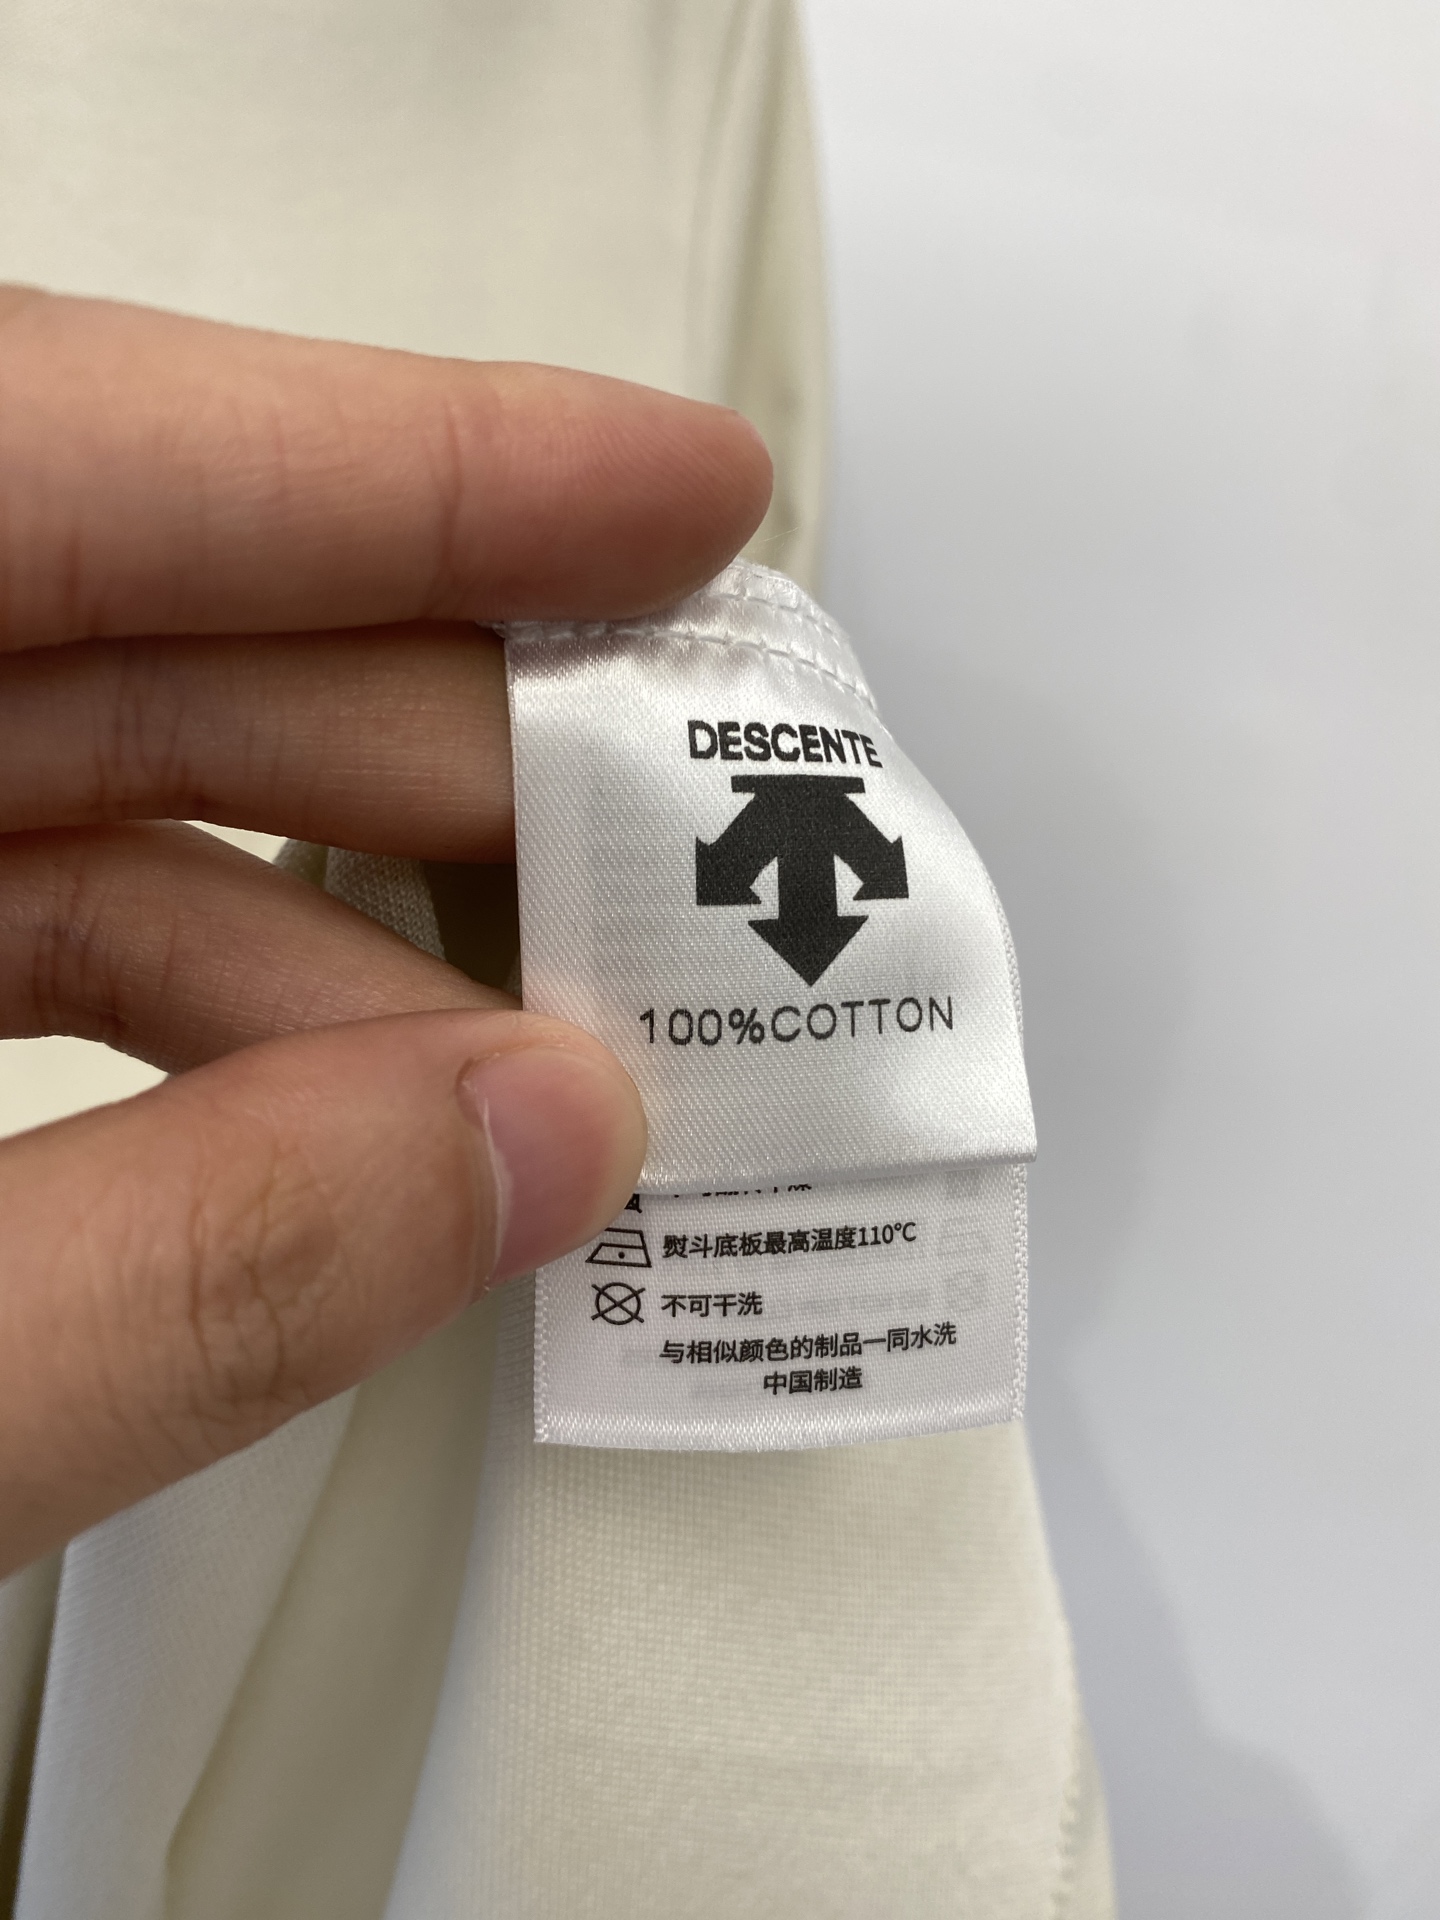 DESCENTE
100%COTTON
熨斗底板最高温度110℃
不可干洗
与相似颜色的制品一同水洗
中国制造